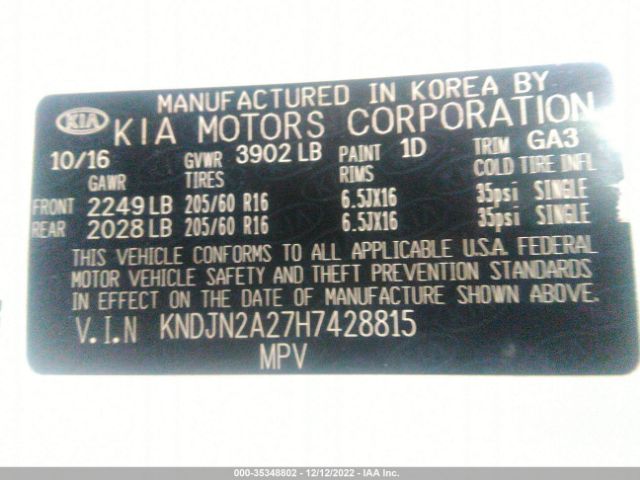 MANUFACTURED IN KOREA BY
KIA KIA MOTORS CORPORATION
10/16 GVWR 3902 LB PAINT 1D TRIM GA3
GAWR TIRES RIMS COLD TIRE INFL
FRONT 2249 LB 205/60 R16 6.5JX16 35psi SINGLE
REAR 2028 LB 205/60 R16 6.5JX16 35psi SINGLE
THIS VEHICLE CONFORMS TO ALL APPLICABLE U.S.A. FEDERAL
MOTOR VEHICLE SAFETY AND THEFT PREVENTION STANDARDS
IN EFFECT ON THE DATE OF MANUFACTURE SHOWN ABOVE.
V.I.N KNDJN2A27H7428815
MPV
000-35348802 - 12/12/2022 - IAA Inc.